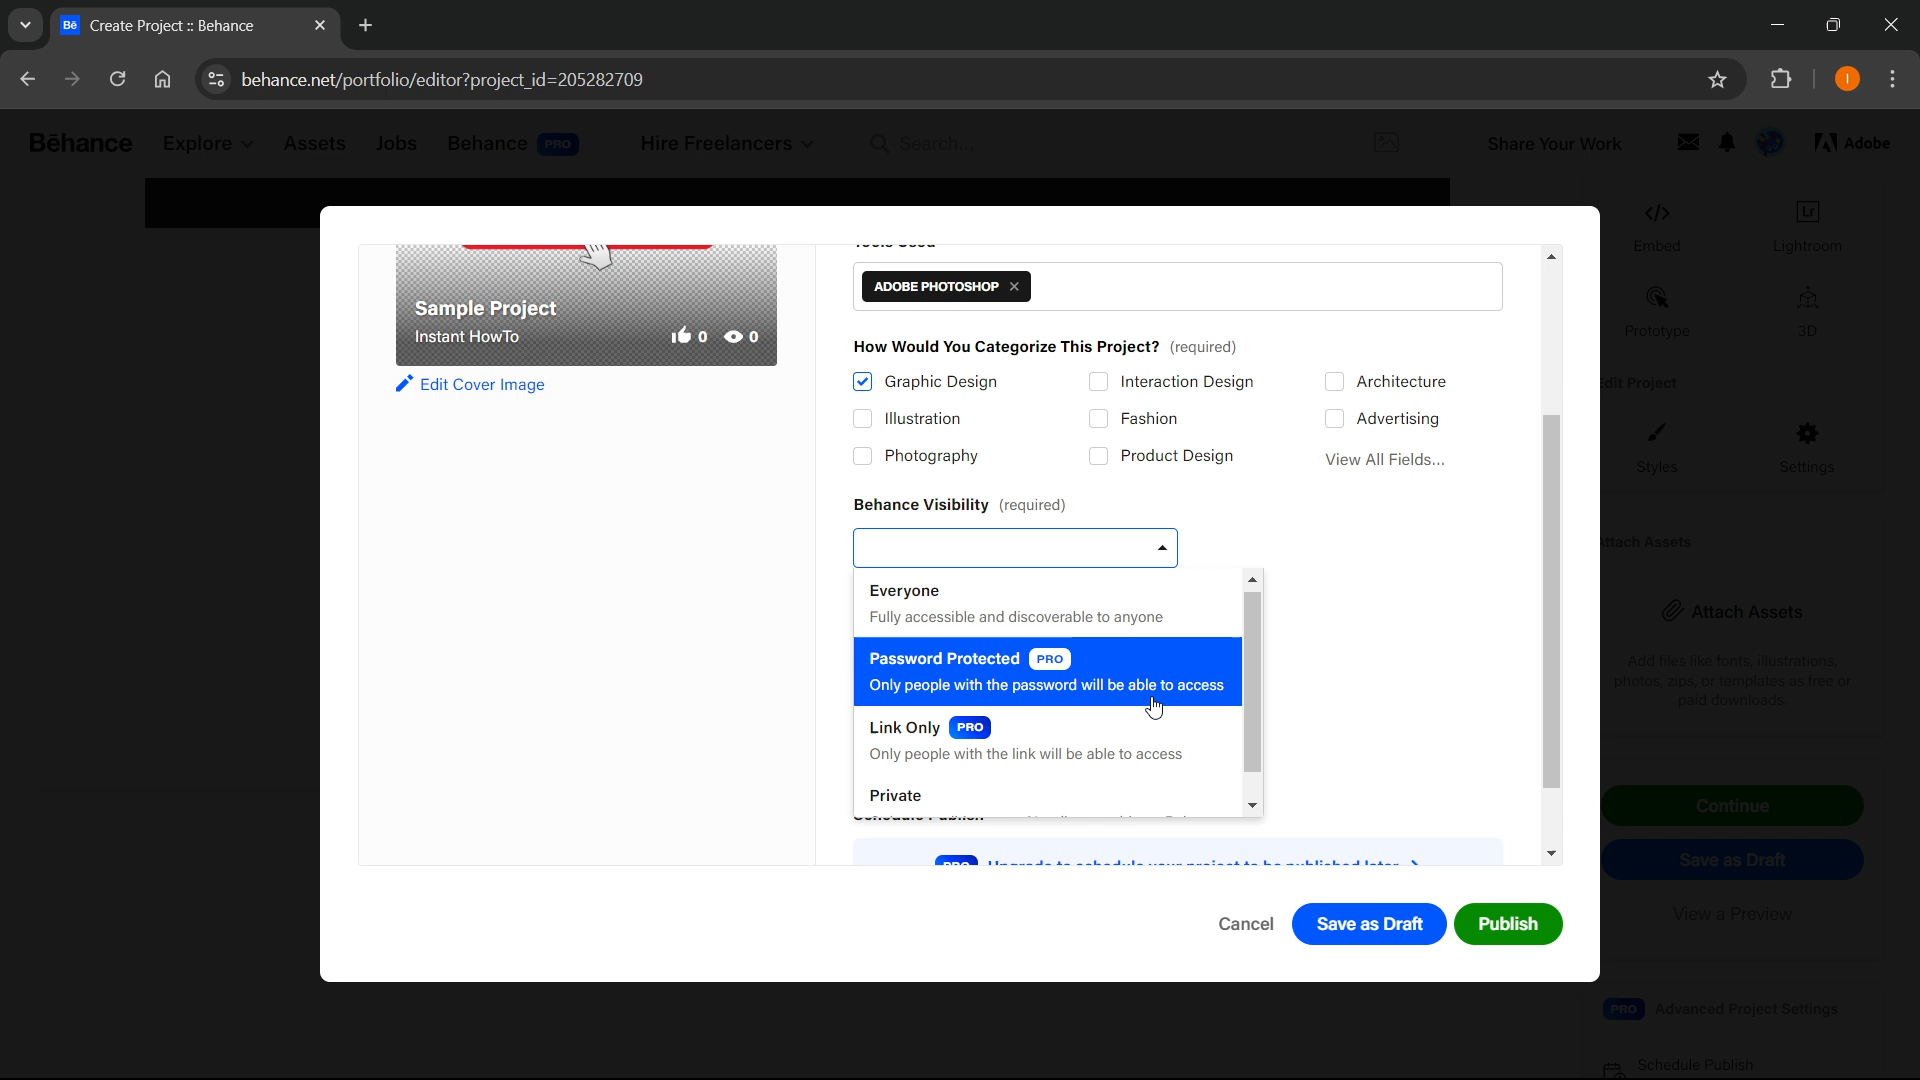 Bē Create Project :: Behance
behance.net/portfolio/editor?project_id=205282709
I
Bēhance Explore Assets Jobs Behance PRO Hire Freelancers Search... Share Your Work Adobe
Embed Lightroom
Prototype 3D
Edit Project
Styles Settings
Attach Assets
Attach Assets
Add files like fonts, illustrations,
photos, zips, or templates as free or
paid downloads.
Continue
Save as Draft
View a Preview
PRO Advanced Project Settings
Schedule Publish
Sample Project
Instant HowTo 0 0
Edit Cover Image
Tools Used
ADOBE PHOTOSHOP
How Would You Categorize This Project? (required)
Graphic Design Interaction Design Architecture
Illustration Fashion Advertising
Photography Product Design View All Fields...
Behance Visibility (required)
Everyone
Fully accessible and discoverable to anyone
Password Protected PRO
Only people with the password will be able to access
Link Only PRO
Only people with the link will be able to access
Private
Schedule Publish
PRO Upgrade to schedule your project to be published later
Cancel Save as Draft Publish